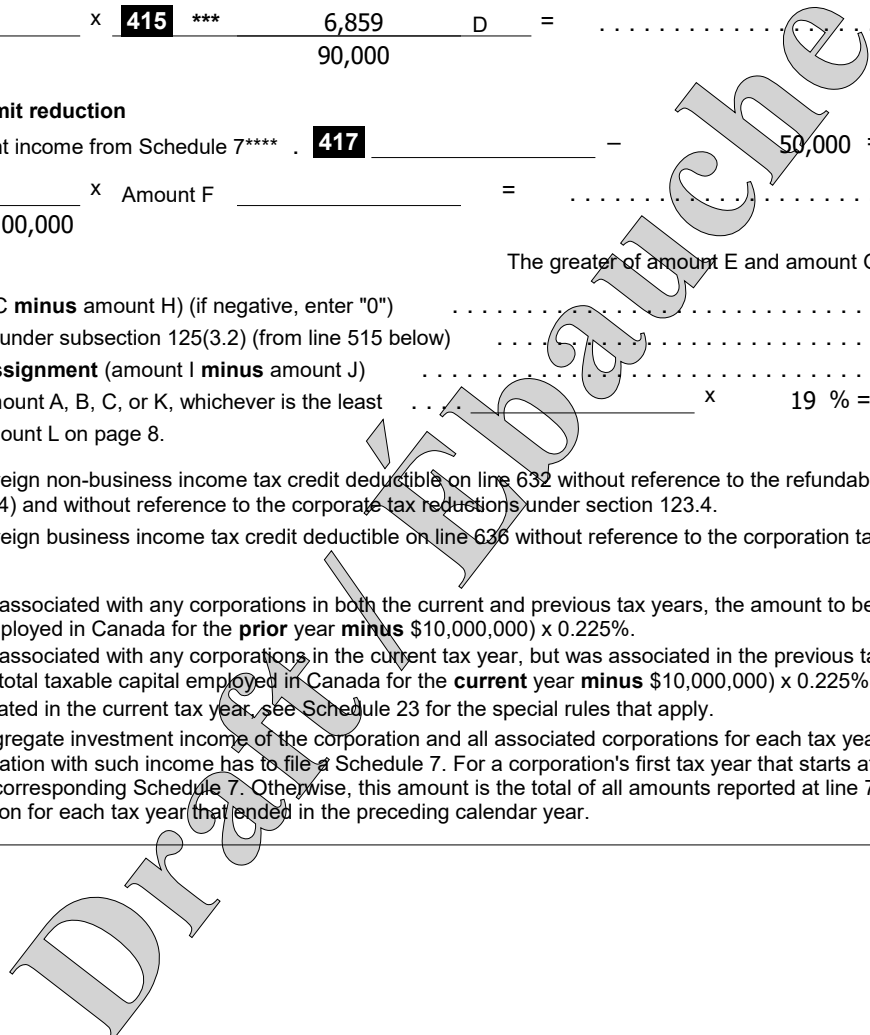 x 415 *** 6,859 D = . . . . . . . . . . . . . . . . . .
90,000
mit reduction
nt income from Schedule 7**** . 417 – 50,000 =
x Amount F = . . . . . . . . . . . . . . . . . . . .
00,000
The greater of amount E and amount G
C minus amount H) (if negative, enter "0") . . . . . . . . . . . . . . . . . . . . . . . . . . . . .
under subsection 125(3.2) (from line 515 below) . . . . . . . . . . . . . . . . . . . . . . . . . .
ssignment (amount I minus amount J) . . . . . . . . . . . . . . . . . . . . . . . . . . . . . . .
ount A, B, C, or K, whichever is the least . . . . x 19 % =
ount L on page 8.
reign non-business income tax credit deductible on line 632 without reference to the refundab
4) and without reference to the corporate tax reductions under section 123.4.
reign business income tax credit deductible on line 636 without reference to the corporation ta
associated with any corporations in both the current and previous tax years, the amount to be
ployed in Canada for the prior year minus $10,000,000) x 0.225%.
associated with any corporations in the current tax year, but was associated in the previous ta
total taxable capital employed in Canada for the current year minus $10,000,000) x 0.225%
ated in the current tax year, see Schedule 23 for the special rules that apply.
gregate investment income of the corporation and all associated corporations for each tax yea
ation with such income has to file a Schedule 7. For a corporation's first tax year that starts a
corresponding Schedule 7. Otherwise, this amount is the total of all amounts reported at line 7
on for each tax year that ended in the preceding calendar year.
Draft / Ébauche